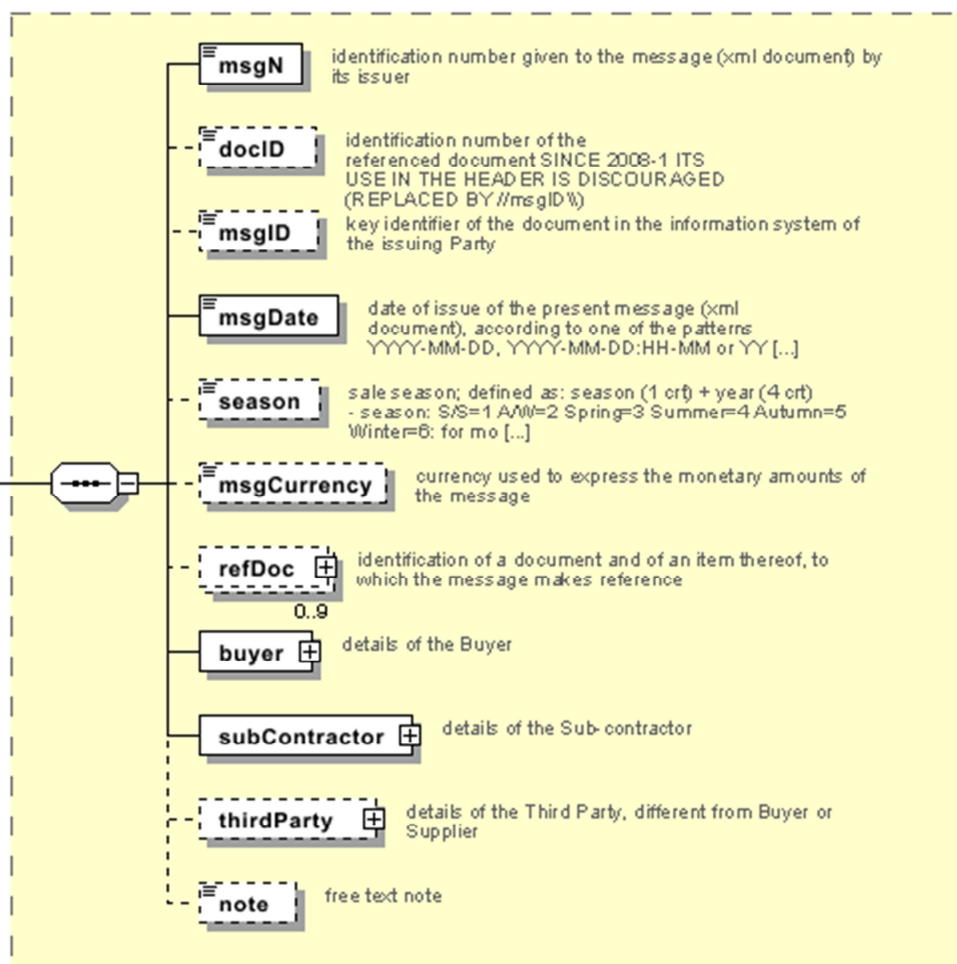 msgN
identification number given to the message (xml document) by
its issuer
docID
identification number of the
referenced document SINCE 2008-1 ITS
USE IN THE HEADER IS DISCOURAGED
(REPLACED BY //msgID\\)
msgID
key identifier of the document in the information system of
the issuing Party
msgDate
date of issue of the present message (xml
document), according to one of the patterns
YYYY-MM-DD, YYYY-MM-DD:HH-MM or YY [...]
season
sale season; defined as: season (1 crt) + year (4 crt)
- season: S/S=1 A/W=2 Spring=3 Summer=4 Autumn=5
Winter=6: for mo [...]
msgCurrency
currency used to express the monetary amounts of
the message
refDoc
identification of a document and of an item thereof, to
which the message makes reference
0..9
buyer
details of the Buyer
subContractor
details of the Sub-contractor
thirdParty
details of the Third Party, different from Buyer or
Supplier
note
free text note